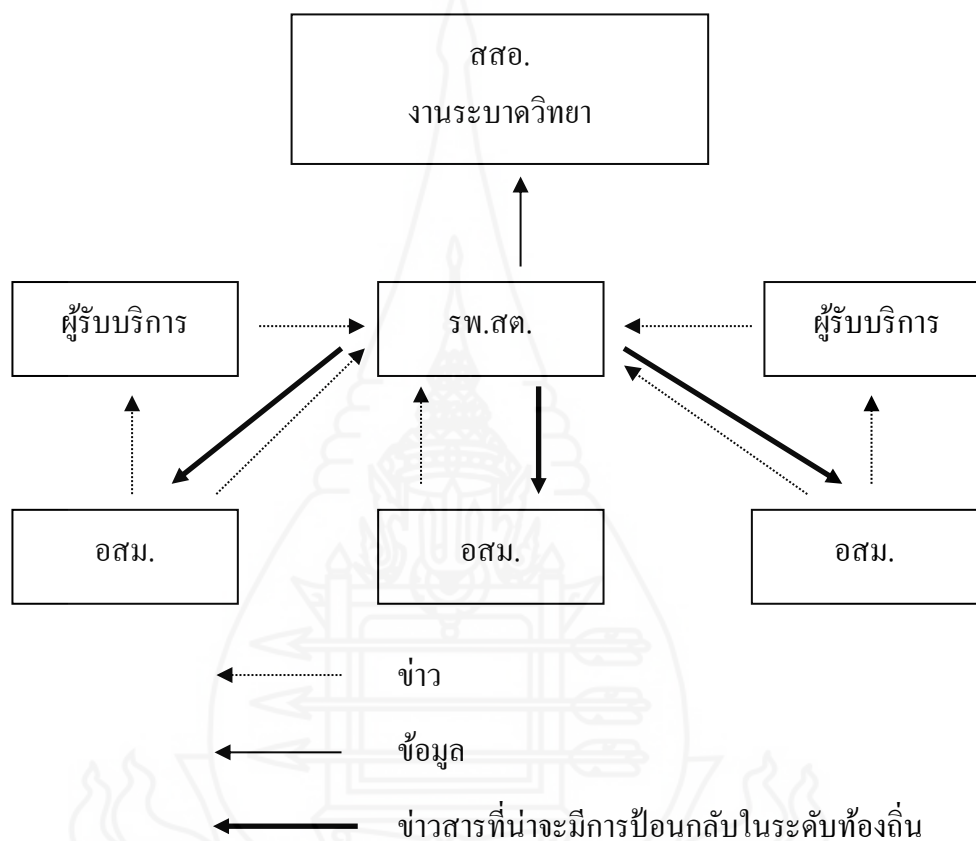 สสอ.
งานระบาดวิทยา
ผู้รับบริการ
รพ.สต.
ผู้รับบริการ
อสม.
อสม.
อสม.
ข่าว
ข้อมูล
ข่าวสารที่น่าจะมีการป้อนกลับในระดับท้องถิ่น